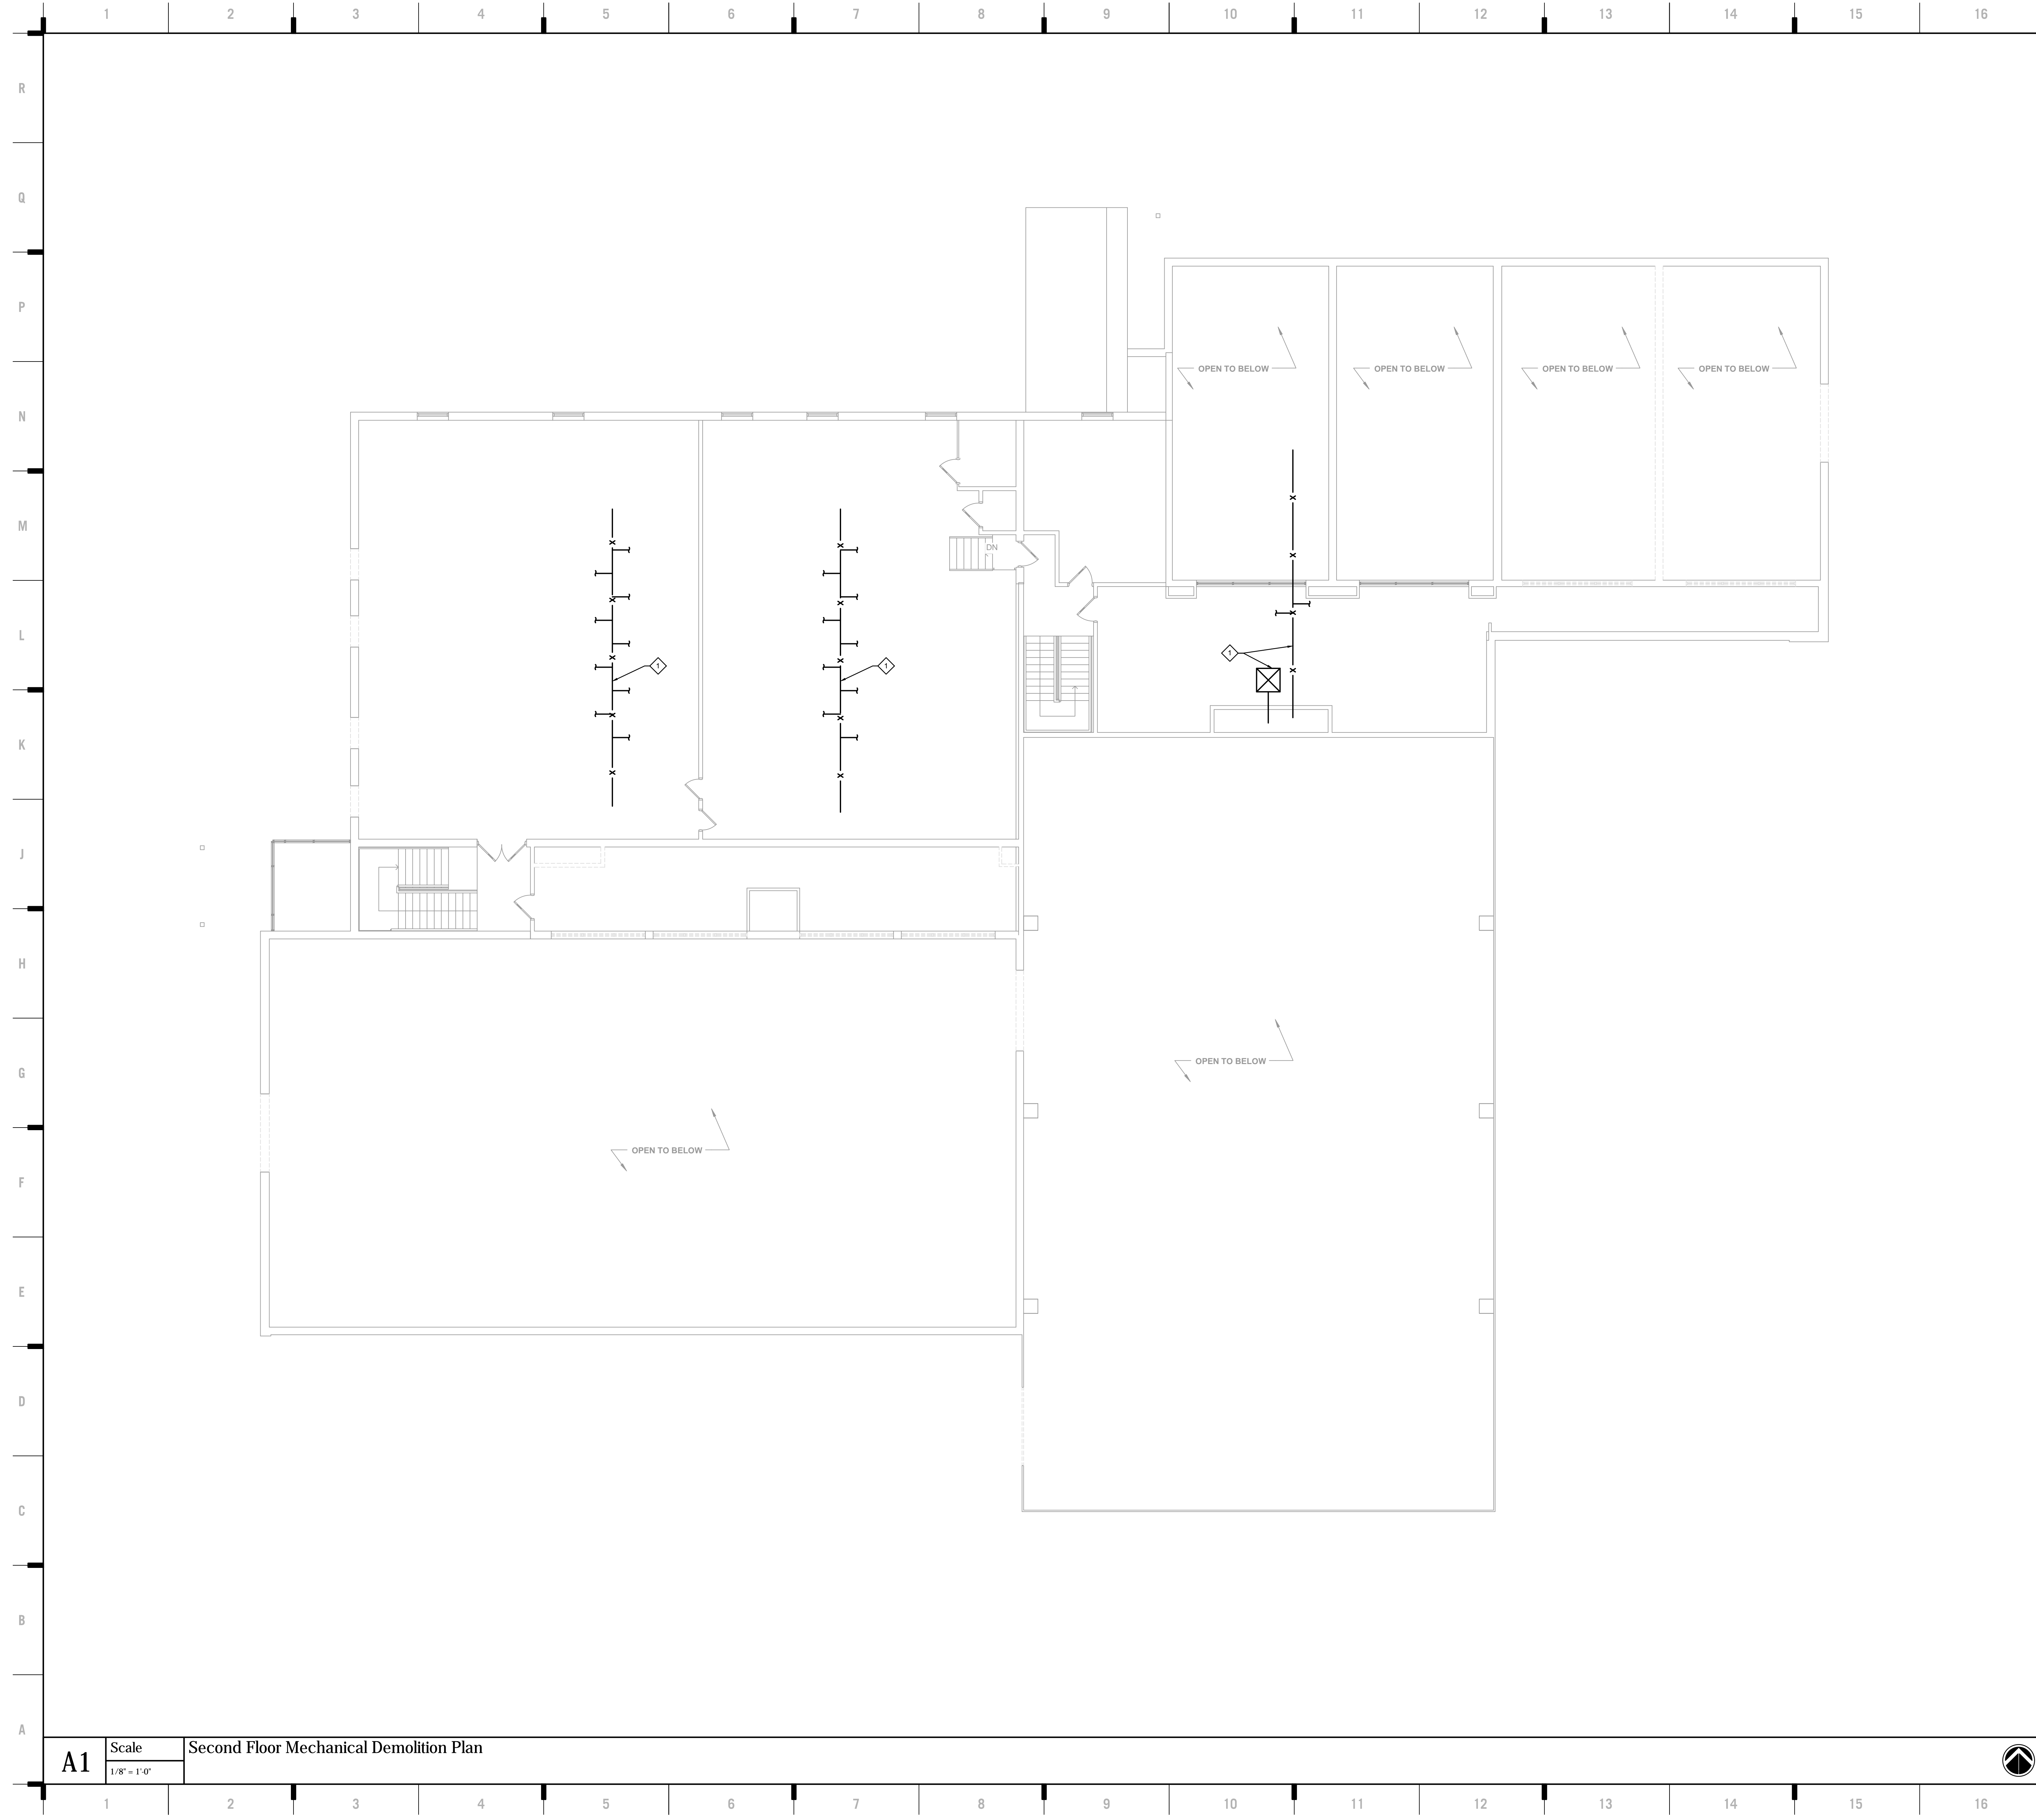 1 2 3 4 5 6 7 8 9 10 11 12 13 14 15 16
R
Q
P
OPEN TO BELOW OPEN TO BELOW OPEN TO BELOW OPEN TO BELOW
N
M
DN
L
1
1 1
K
J
H
G
OPEN TO BELOW
OPEN TO BELOW
F
E
D
C
B
A
A1
Scale
1/8" = 1'-0"
Second Floor Mechanical Demolition Plan
1 2 3 4 5 6 7 8 9 10 11 12 13 14 15 16